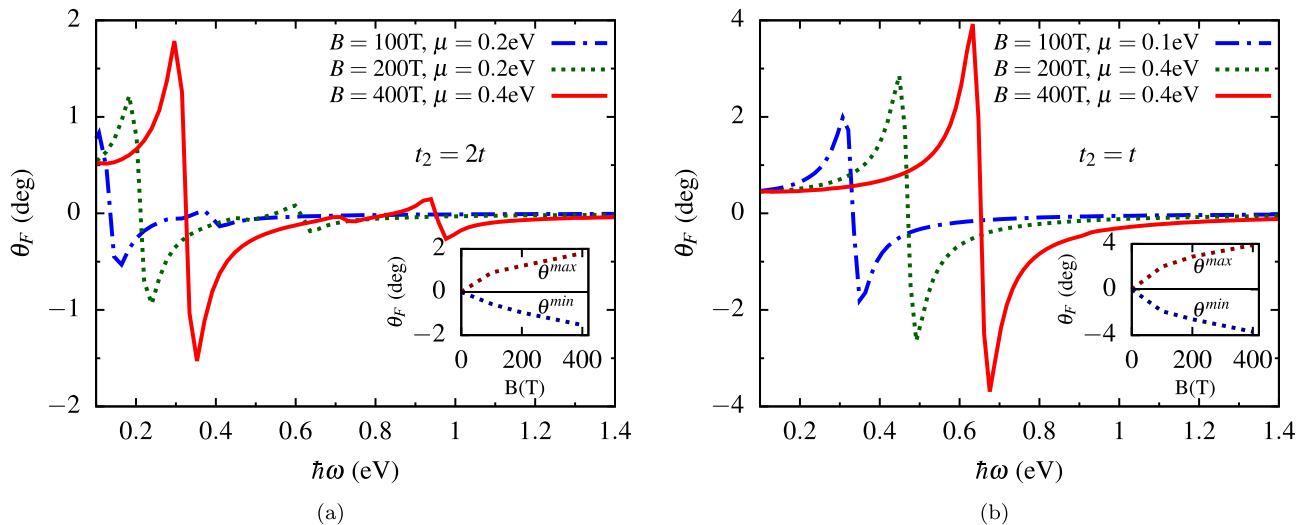 2
1
0
−1
−2
θF (deg)
0.2 0.4 0.6 0.8 1 1.2 1.4
ℏω (eV)
B = 100T, μ = 0.2eV
B = 200T, μ = 0.2eV
B = 400T, μ = 0.4eV
t₂ = 2t
2
0
−2
θF (deg)
θ^max
θ^min
0 200 400
B(T)
(a)
4
2
0
−2
−4
θF (deg)
0.2 0.4 0.6 0.8 1 1.2 1.4
ℏω (eV)
B = 100T, μ = 0.1eV
B = 200T, μ = 0.4eV
B = 400T, μ = 0.4eV
t₂ = t
4
0
−4
θF (deg)
θ^max
θ^min
0 200 400
B(T)
(b)